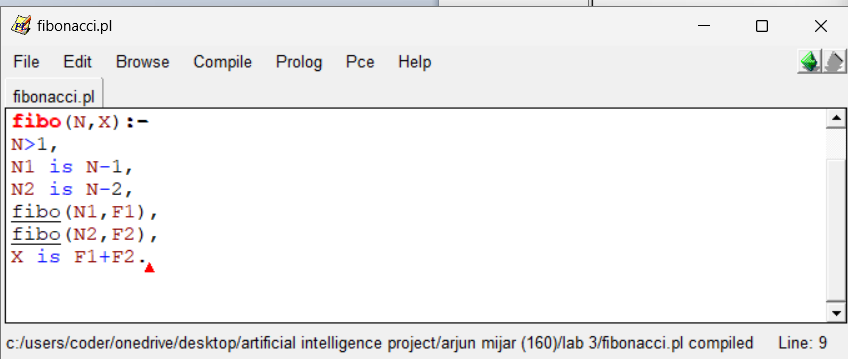 fibonacci.pl
File Edit Browse Compile Prolog Pce Help
fibonacci.pl
fibo(N,X):-
N>1,
N1 is N-1,
N2 is N-2,
fibo(N1,F1),
fibo(N2,F2),
X is F1+F2.
c:/users/coder/onedrive/desktop/artificial intelligence project/arjun mijar (160)/lab 3/fibonacci.pl compiled Line: 9